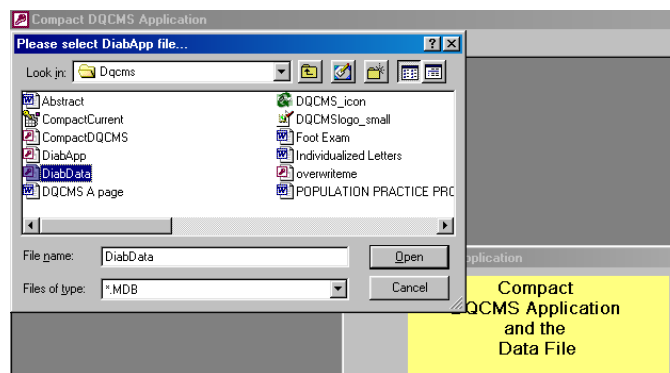 Compact DQCMS Application
Please select DiabApp file...
Look in: Dqcms
Abstract
CompactCurrent
CompactDQCMS
DiabApp
DiabData
DQCMS A page
DQCMS_icon
DQCMSlogo_small
Foot Exam
Individualized Letters
overwriteme
POPULATION PRACTICE PRO
File name: DiabData Open
Files of type: *.MDB Cancel
pplication
Compact
DQCMS Application
and the
Data File